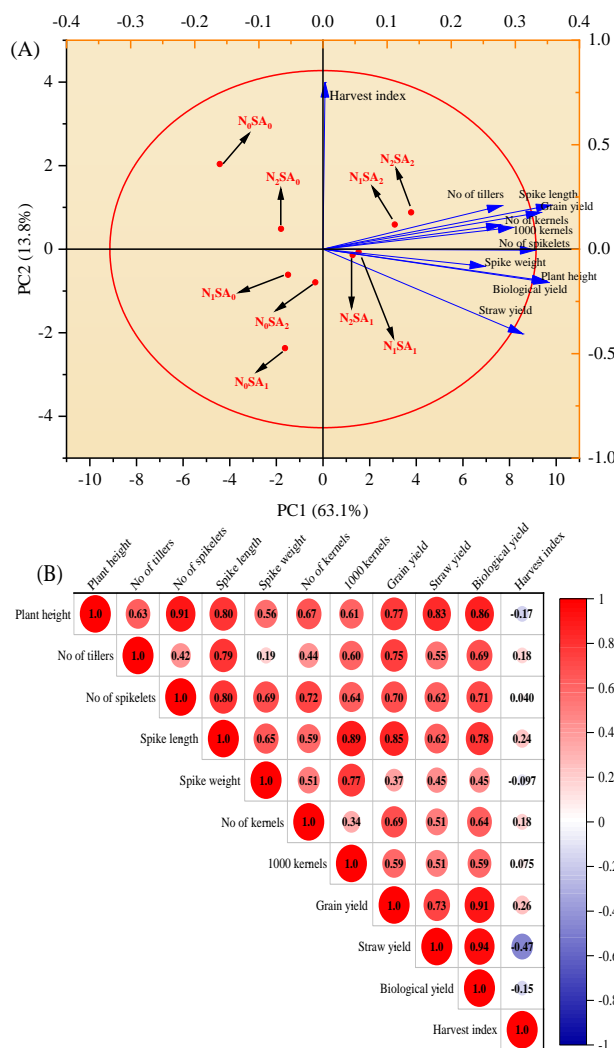 -0.4 -0.3 -0.2 -0.1 0.0 0.1 0.2 0.3 0.4
(A)
1.0
4
Harvest index
N₀SA₀
0.5
2
N₂SA₀
N₁SA₂
N₂SA₂
No of tillers
Spike length
Grain yield
No of kernels
1000 kernels
No of spikelets
0
0.0
Spike weight
Plant height
Biological yield
Straw yield
N₁SA₀
N₀SA₂
N₂SA₁
N₁SA₁
-2
-0.5
N₀SA₁
-4
-1.0
PC2 (13.8%)
-10 -8 -6 -4 -2 0 2 4 6 8 10
PC1 (63.1%)
(B)
Plant height No of tillers No of spikelets Spike length Spike weight No of kernels 1000 kernels Grain yield Straw yield Biological yield Harvest index
Plant height 1.0 0.63 0.91 0.80 0.56 0.67 0.61 0.77 0.83 0.86 -0.17
No of tillers 1.0 0.42 0.79 0.19 0.44 0.60 0.75 0.55 0.69 0.18
No of spikelets 1.0 0.80 0.69 0.72 0.64 0.70 0.62 0.71 0.040
Spike length 1.0 0.65 0.59 0.89 0.85 0.62 0.78 0.24
Spike weight 1.0 0.51 0.77 0.37 0.45 0.45 -0.097
No of kernels 1.0 0.34 0.69 0.51 0.64 0.18
1000 kernels 1.0 0.59 0.51 0.59 0.075
Grain yield 1.0 0.73 0.91 0.26
Straw yield 1.0 0.94 -0.47
Biological yield 1.0 -0.15
Harvest index 1.0
1
0.8
0.6
0.4
0.2
0
-0.2
-0.4
-0.6
-0.8
-1